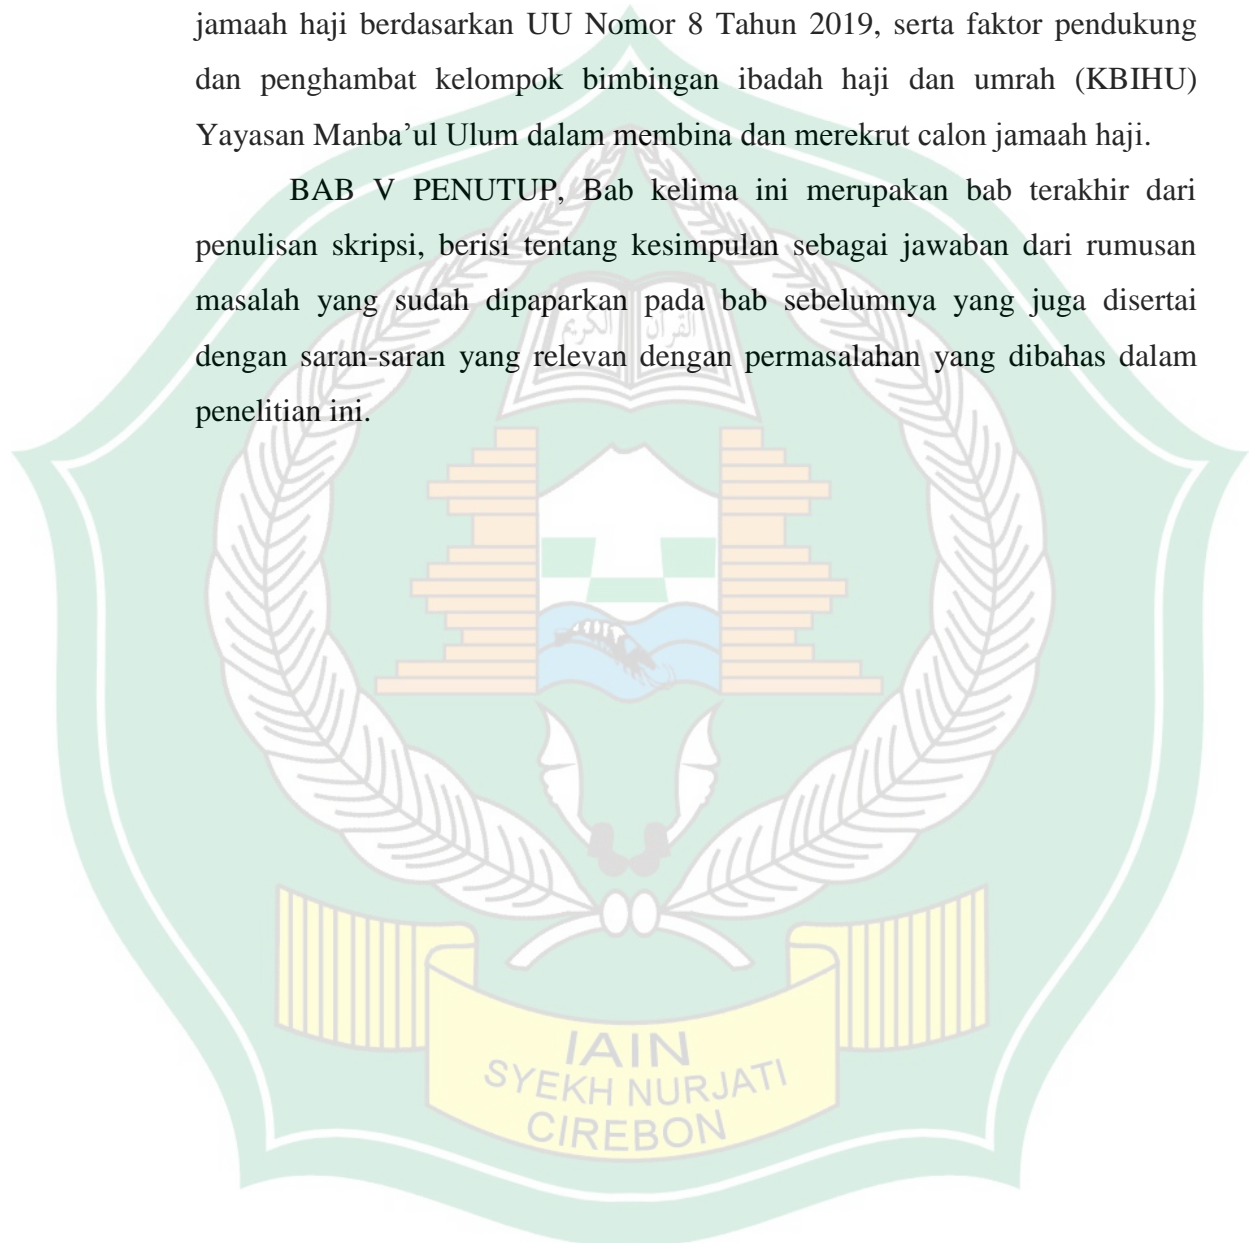 jamaah haji berdasarkan UU Nomor 8 Tahun 2019, serta faktor pendukung
dan penghambat kelompok bimbingan ibadah haji dan umrah (KBIHU)
Yayasan Manba’ul Ulum dalam membina dan merekrut calon jamaah haji.
BAB V PENUTUP, Bab kelima ini merupakan bab terakhir dari
penulisan skripsi, berisi tentang kesimpulan sebagai jawaban dari rumusan
masalah yang sudah dipaparkan pada bab sebelumnya yang juga disertai
dengan saran-saran yang relevan dengan permasalahan yang dibahas dalam
penelitian ini.
القرآن الكريم
IAIN
SYEKH NURJATI
CIREBON